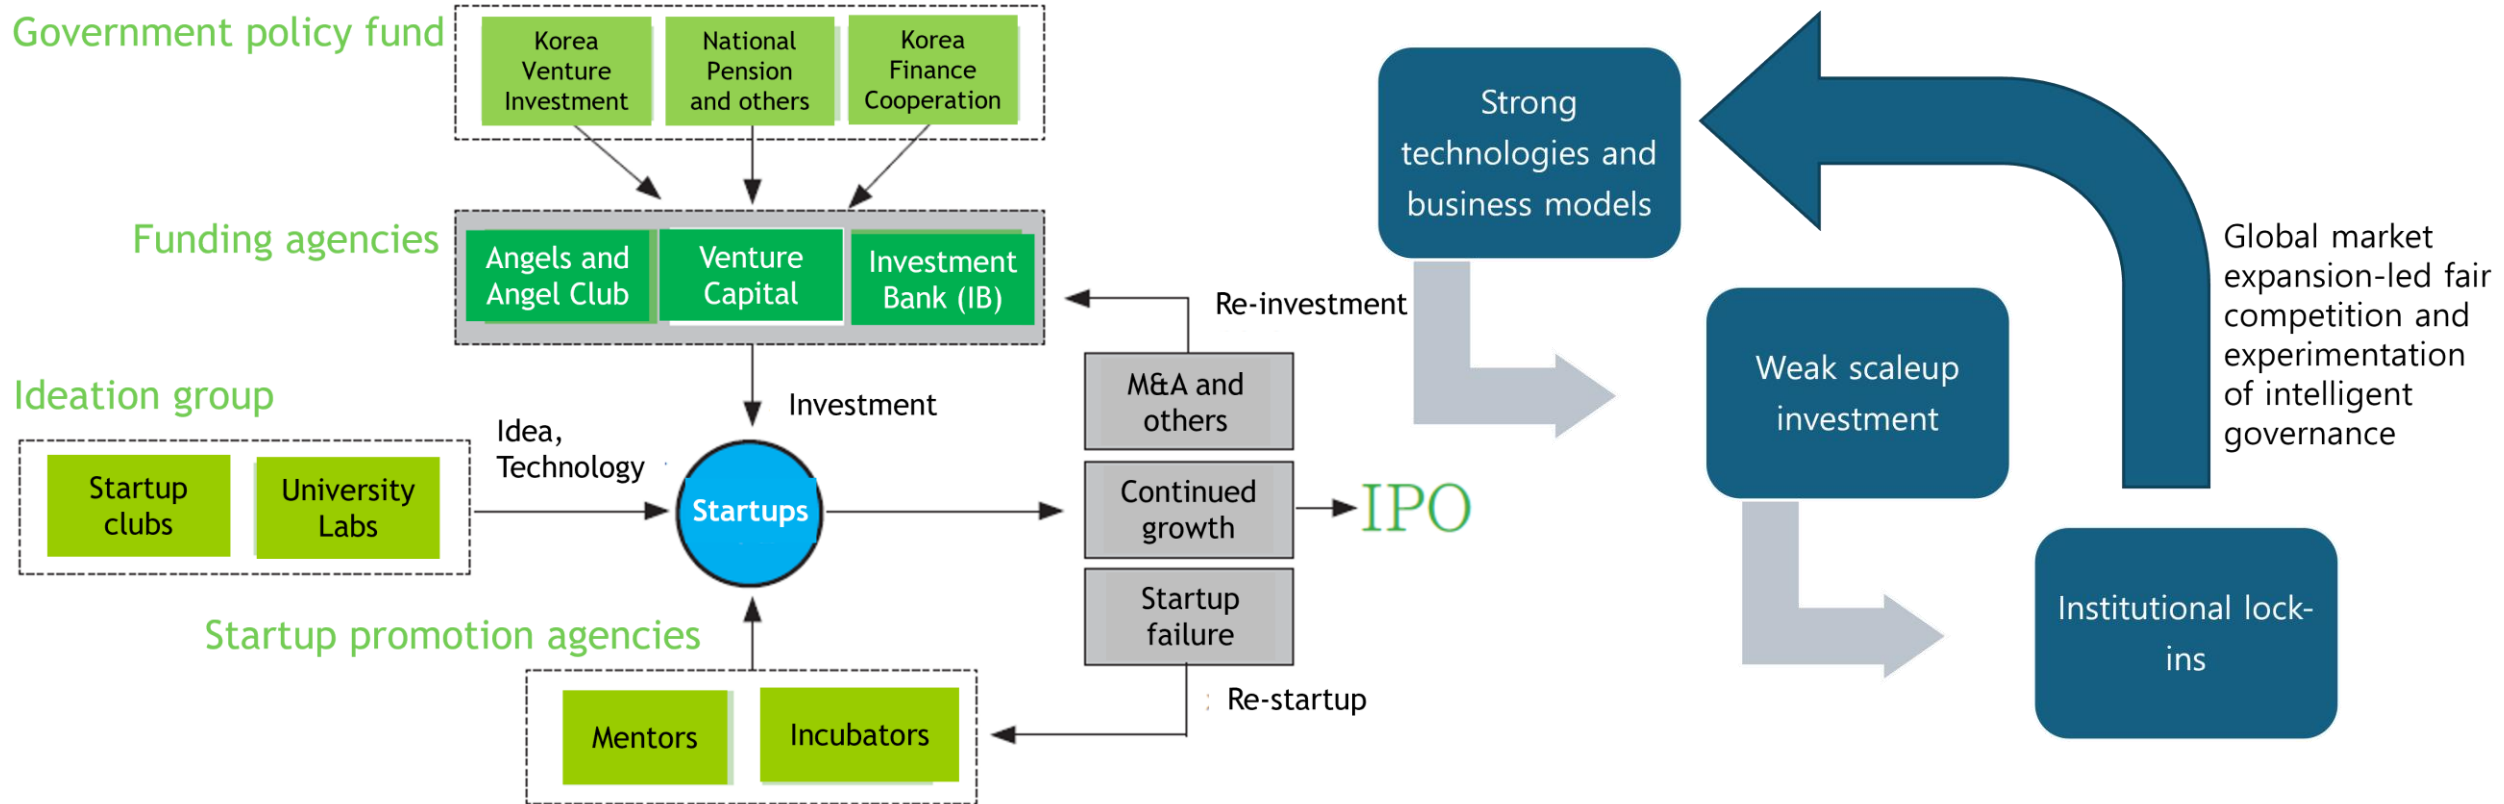 Government policy fund
Korea
Venture
Investment
National
Pension
and others
Korea
Finance
Cooperation
Funding agencies
Angels and
Angel Club
Venture
Capital
Investment
Bank (IB)
Re-investment
Ideation group
Startup
clubs
University
Labs
Idea,
Technology
Investment
Startups
M&A and
others
Continued
growth
Startup
failure
IPO
Startup promotion agencies
Mentors
Incubators
Re-startup
Strong
technologies and
business models
Weak scaleup
investment
Institutional lock-
ins
Global market
expansion-led fair
competition and
experimentation
of intelligent
governance